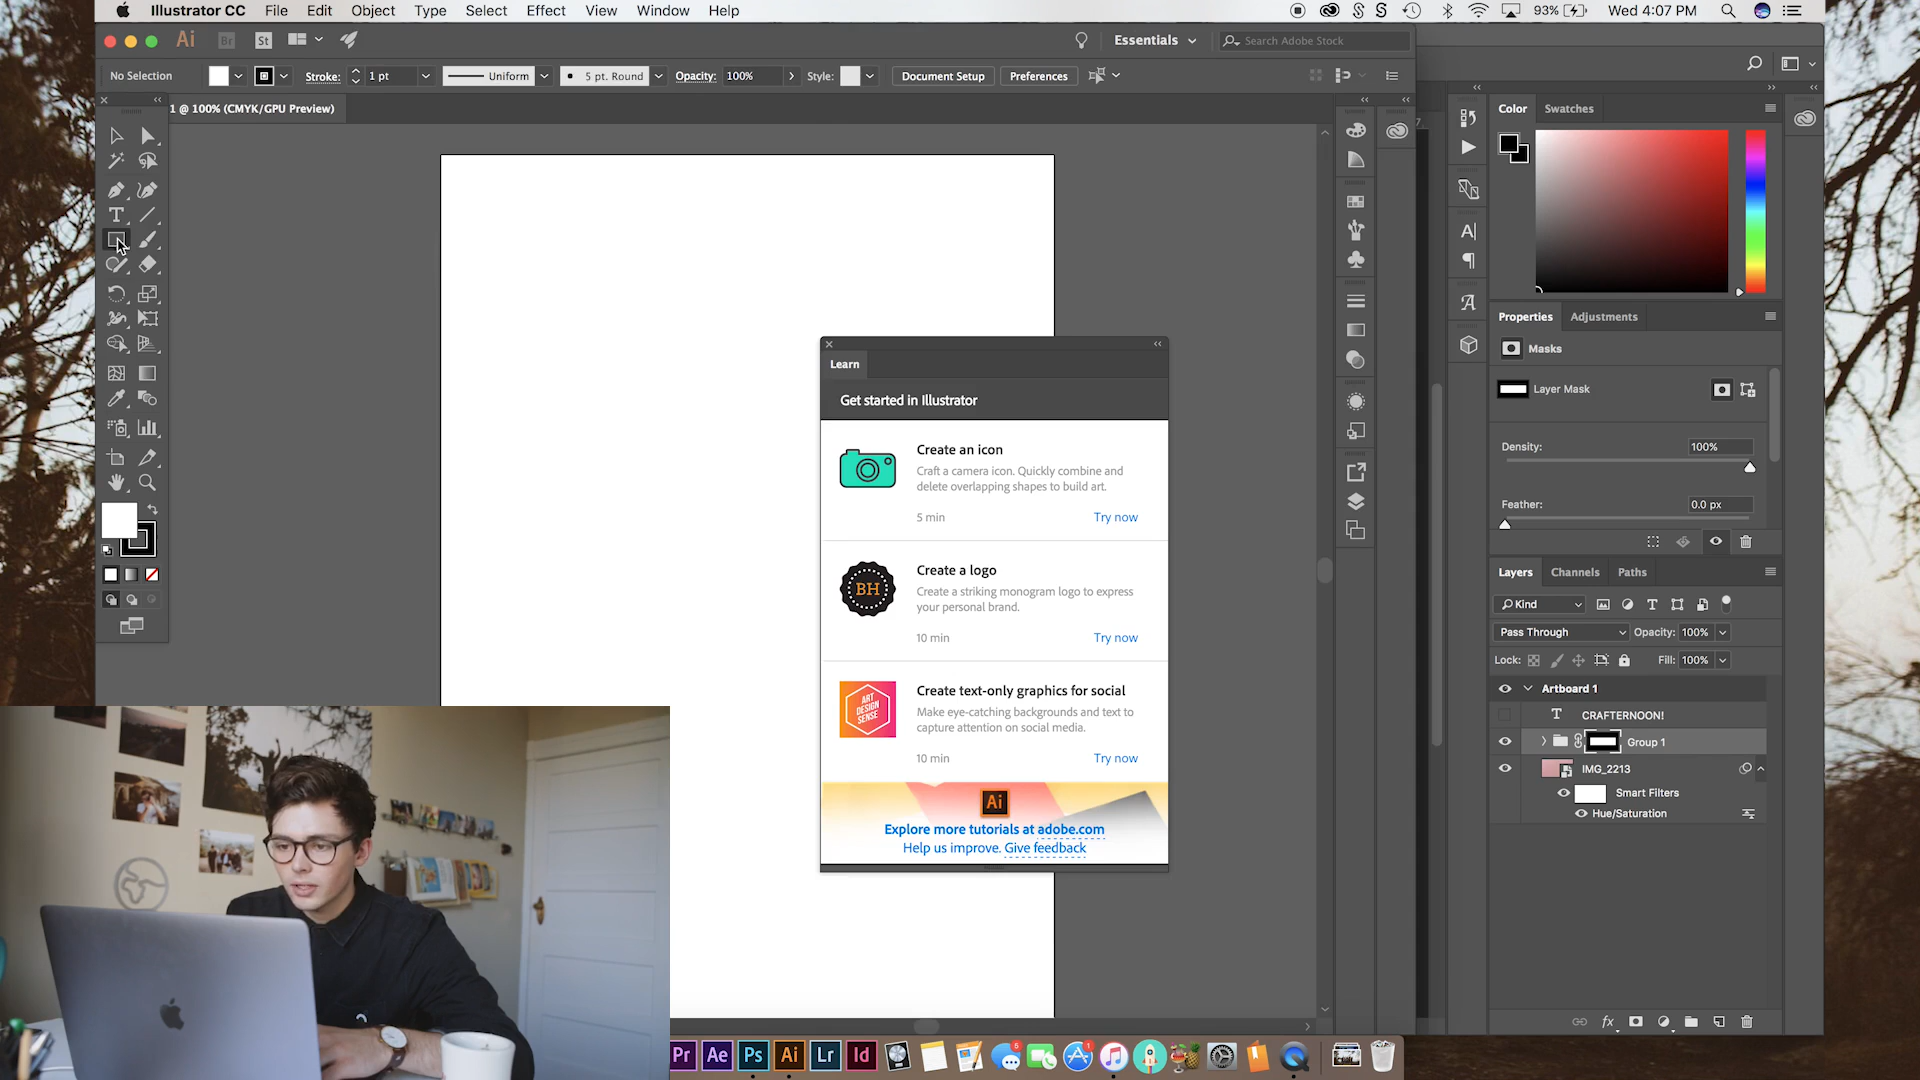 Illustrator CC File Edit Object Type Select Effect View Window Help
93% Wed 4:07 PM
Ai Br St
Essentials
Search Adobe Stock
No Selection
Stroke: 1 pt
Uniform
5 pt. Round
Opacity: 100%
Style:
Document Setup
Preferences
1 @ 100% (CMYK/GPU Preview)
Learn
Get started in Illustrator
Create an icon
Craft a camera icon. Quickly combine and
delete overlapping shapes to build art.
5 min Try now
BH
Create a logo
Create a striking monogram logo to express
your personal brand.
10 min Try now
ART
DESIGN
SENSE
Create text-only graphics for social
Make eye-catching backgrounds and text to
capture attention on social media.
10 min Try now
Ai
Explore more tutorials at adobe.com
Help us improve. Give feedback
Color Swatches
Properties Adjustments
Masks
Layer Mask
Density: 100%
Feather: 0.0 px
Layers Channels Paths
Kind
Pass Through Opacity: 100%
Lock: Fill: 100%
Artboard 1
T CRAFTERNOON!
Group 1
IMG_2213
Smart Filters
Hue/Saturation
fx
Pr Ae Ps Ai Lr Id
5
1